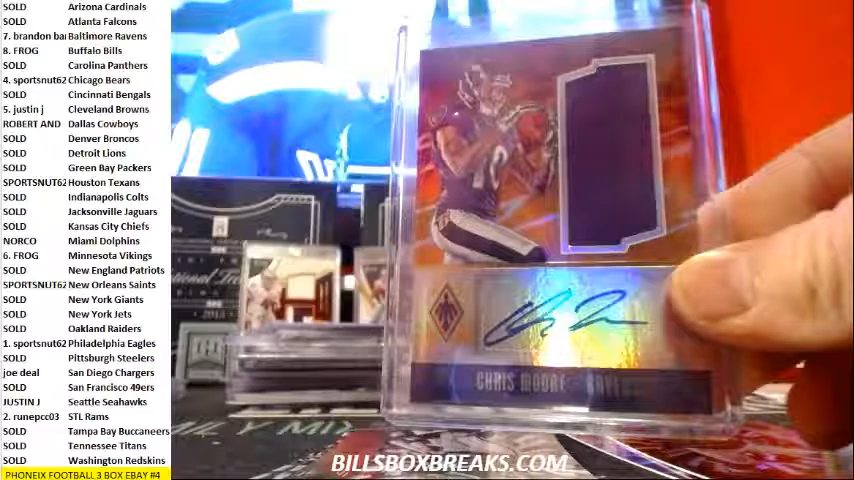 SOLD Arizona Cardinals
SOLD Atlanta Falcons
7. brandon bar Baltimore Ravens
8. FROG Buffalo Bills
SOLD Carolina Panthers
4. sportsnut62 Chicago Bears
SOLD Cincinnati Bengals
5. justin j Cleveland Browns
ROBERT AND Dallas Cowboys
SOLD Denver Broncos
SOLD Detroit Lions
SOLD Green Bay Packers
SPORTSNUT62 Houston Texans
SOLD Indianapolis Colts
SOLD Jacksonville Jaguars
SOLD Kansas City Chiefs
NORCO Miami Dolphins
6. FROG Minnesota Vikings
SOLD New England Patriots
SPORTSNUT62 New Orleans Saints
SOLD New York Giants
SOLD New York Jets
SOLD Oakland Raiders
1. sportsnut62 Philadelphia Eagles
SOLD Pittsburgh Steelers
joe deal San Diego Chargers
SOLD San Francisco 49ers
JUSTIN J Seattle Seahawks
2. runepcc03 STL Rams
SOLD Tampa Bay Buccaneers
SOLD Tennessee Titans
SOLD Washington Redskins
PHONEIX FOOTBALL 3 BOX EBAY #4
10
CHRIS MOORE
BILLSBOXBREAKS.COM